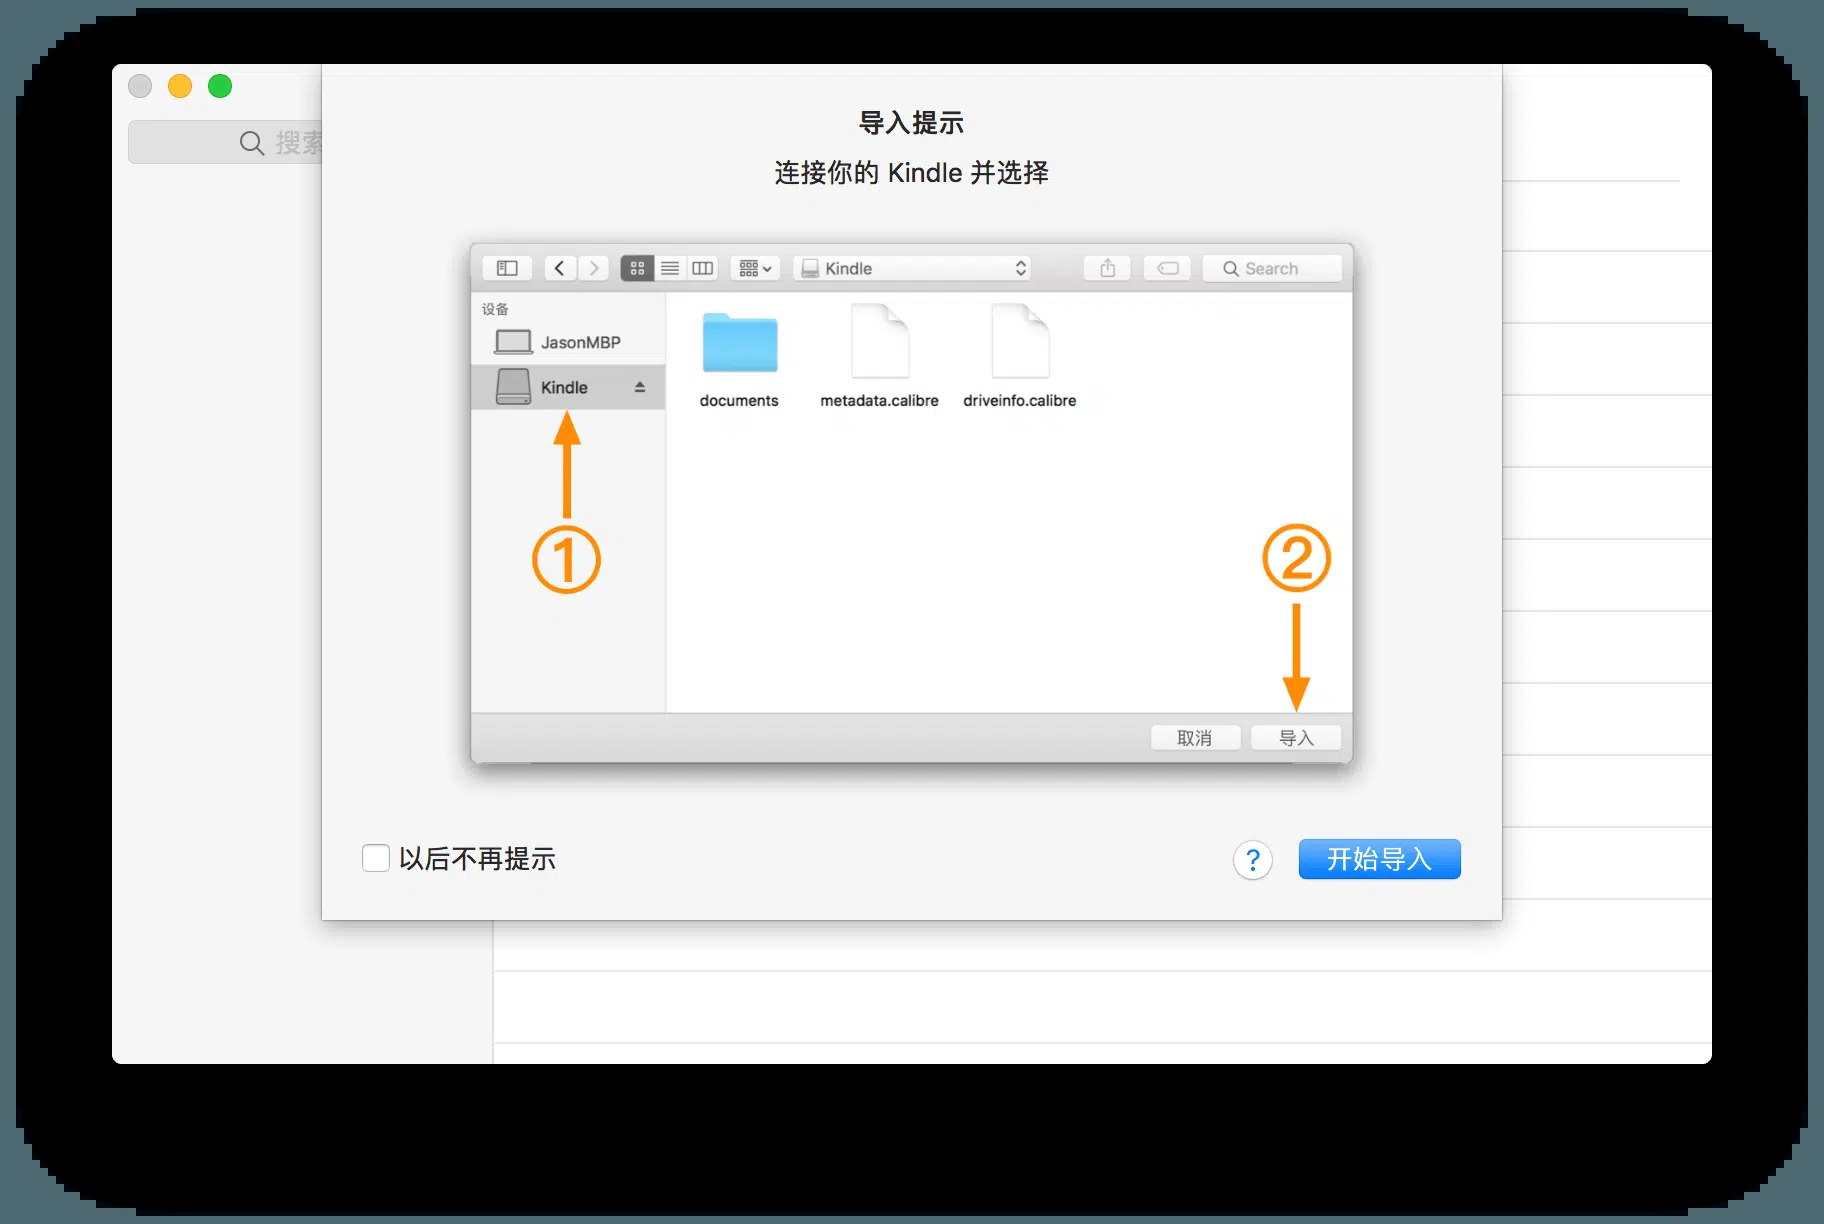 搜索
导入提示
连接你的 Kindle 并选择
Kindle
Search
设备
JasonMBP
Kindle
documents
metadata.calibre
driveinfo.calibre
①
②
取消
导入
以后不再提示
?
开始导入